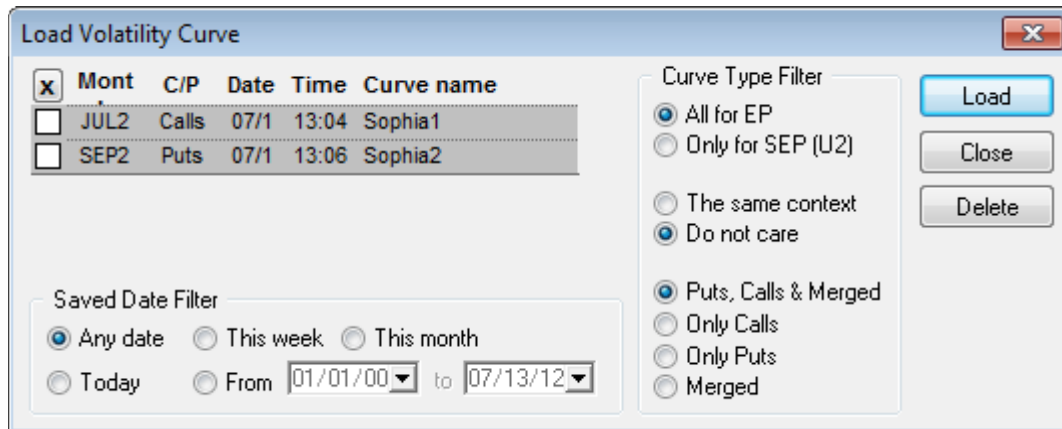 Load Volatility Curve
x Mont C/P Date Time Curve name
JUL2 Calls 07/1 13:04 Sophia1
SEP2 Puts 07/1 13:06 Sophia2
Saved Date Filter
Any date This week This month
Today From 01/01/00 to 07/13/12
Curve Type Filter
All for EP
Only for SEP (U2)
The same context
Do not care
Puts, Calls & Merged
Only Calls
Only Puts
Merged
Load
Close
Delete